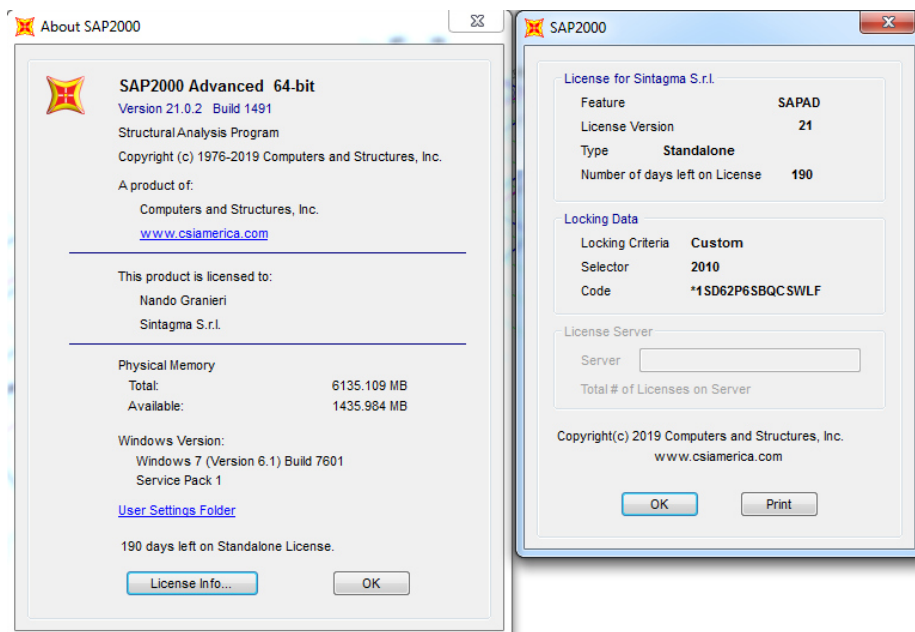 About SAP2000
SAP2000 Advanced 64-bit
Version 21.0.2 Build 1491
Structural Analysis Program
Copyright (c) 1976-2019 Computers and Structures, Inc.
A product of:
Computers and Structures, Inc.
www.csiamerica.com
This product is licensed to:
Nando Granieri
Sintagma S.r.l.
Physical Memory
Total: 6135.109 MB
Available: 1435.984 MB
Windows Version:
Windows 7 (Version 6.1) Build 7601
Service Pack 1
User Settings Folder
190 days left on Standalone License.
License Info... OK
SAP2000
License for Sintagma S.r.l.
Feature SAPAD
License Version 21
Type Standalone
Number of days left on License 190
Locking Data
Locking Criteria Custom
Selector 2010
Code *1SD62P6SBQCSWLF
License Server
Server
Total # of Licenses on Server
Copyright(c) 2019 Computers and Structures, Inc.
www.csiamerica.com
OK Print